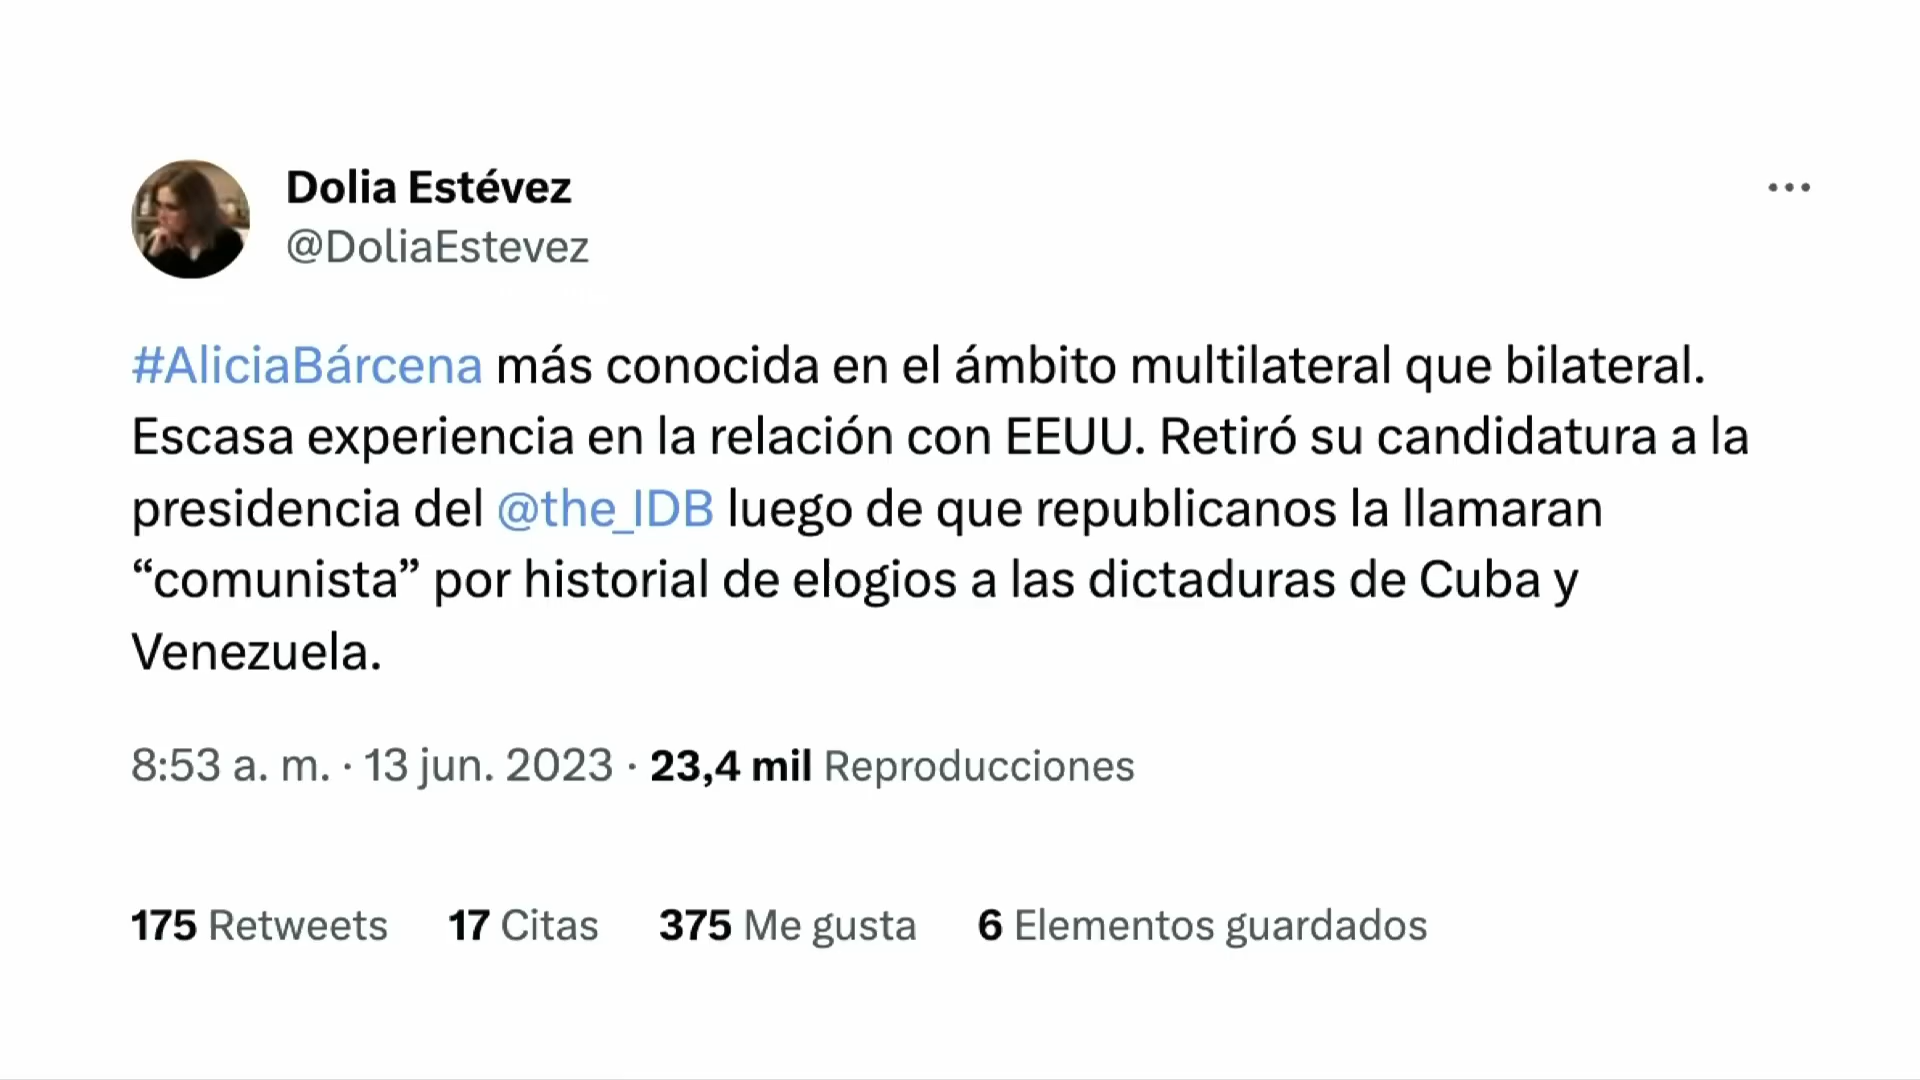 Dolia Estévez
@DoliaEstevez
#AliciaBárcena más conocida en el ámbito multilateral que bilateral.
Escasa experiencia en la relación con EEUU. Retiró su candidatura a la
presidencia del @the_IDB luego de que republicanos la llamaran
“comunista” por historial de elogios a las dictaduras de Cuba y
Venezuela.
8:53 a. m. · 13 jun. 2023 · 23,4 mil Reproducciones
175 Retweets 17 Citas 375 Me gusta 6 Elementos guardados